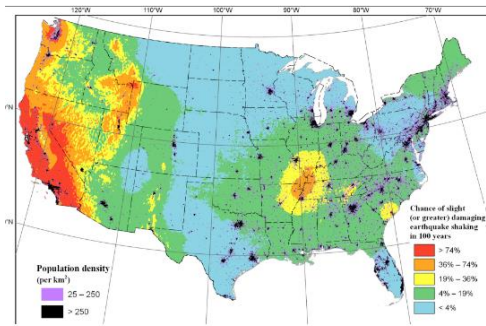 120°W
110°W
100°W
90°W
80°W
70°W
Chance of slight
(or greater) damaging
earthquake shaking
in 100 years
> 74%
36% – 74%
19% – 36%
4% – 19%
< 4%
Population density
(per km²)
25 – 250
> 250